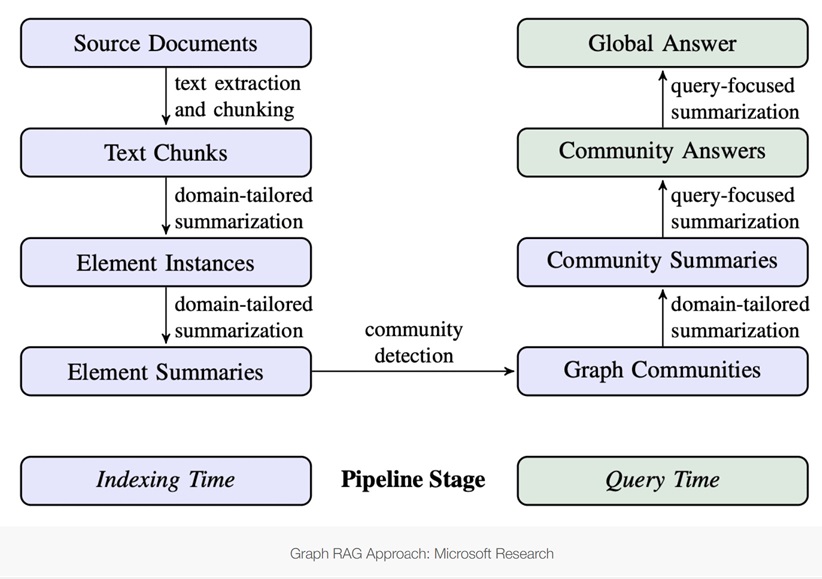 Source Documents
text extraction
and chunking
Text Chunks
domain-tailored
summarization
Element Instances
domain-tailored
summarization
Element Summaries
community
detection
Graph Communities
domain-tailored
summarization
Community Summaries
query-focused
summarization
Community Answers
query-focused
summarization
Global Answer
Indexing Time
Pipeline Stage
Query Time
Graph RAG Approach: Microsoft Research